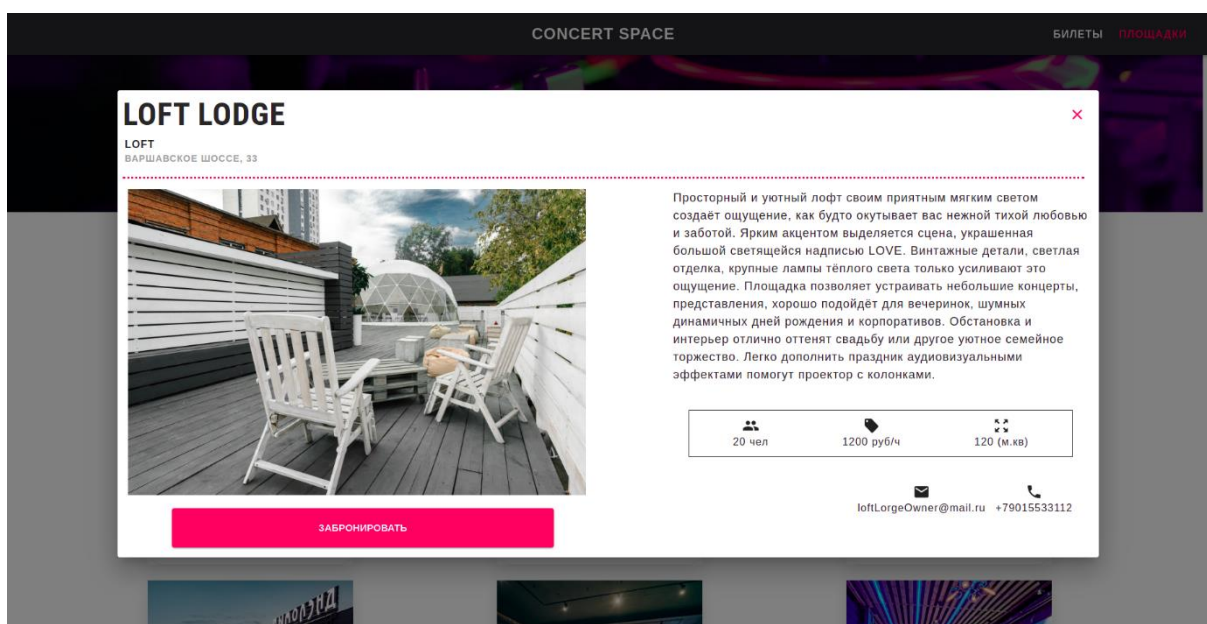 CONCERT SPACE
БИЛЕТЫ ПЛОЩАДКИ
LOFT LODGE
LOFT
ВАРШАВСКОЕ ШОССЕ, 33
Просторный и уютный лофт своим приятным мягким светом
создаёт ощущение, как будто окутывает вас нежной тихой любовью
и заботой. Ярким акцентом выделяется сцена, украшенная
большой светящейся надписью LOVE. Винтажные детали, светлая
отделка, крупные лампы тёплого света только усиливают это
ощущение. Площадка позволяет устраивать небольшие концерты,
представления, хорошо подойдёт для вечеринок, шумных
динамичных дней рождения и корпоративов. Обстановка и
интерьер отлично оттенят свадьбу или другое уютное семейное
торжество. Легко дополнить праздник аудиовизуальными
эффектами помогут проектор с колонками.
20 чел 1200 руб/ч 120 (м.кв)
loftLorgeOwner@mail.ru +79015533112
ЗАБРОНИРОВАТЬ